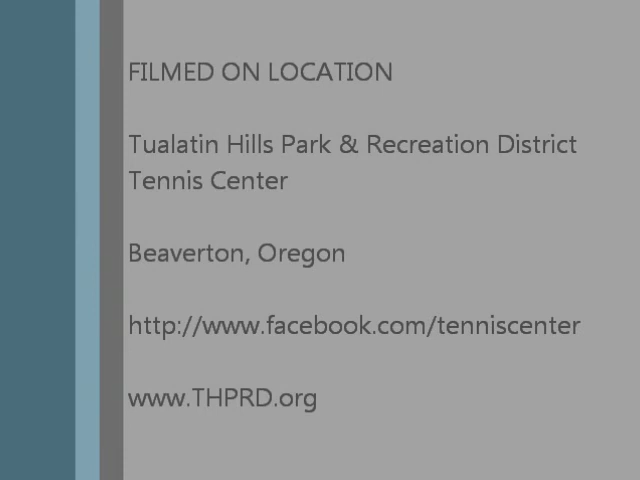 FILMED ON LOCATION
Tualatin Hills Park & Recreation District
Tennis Center
Beaverton, Oregon
http://www.facebook.com/tenniscenter
www.THPRD.org